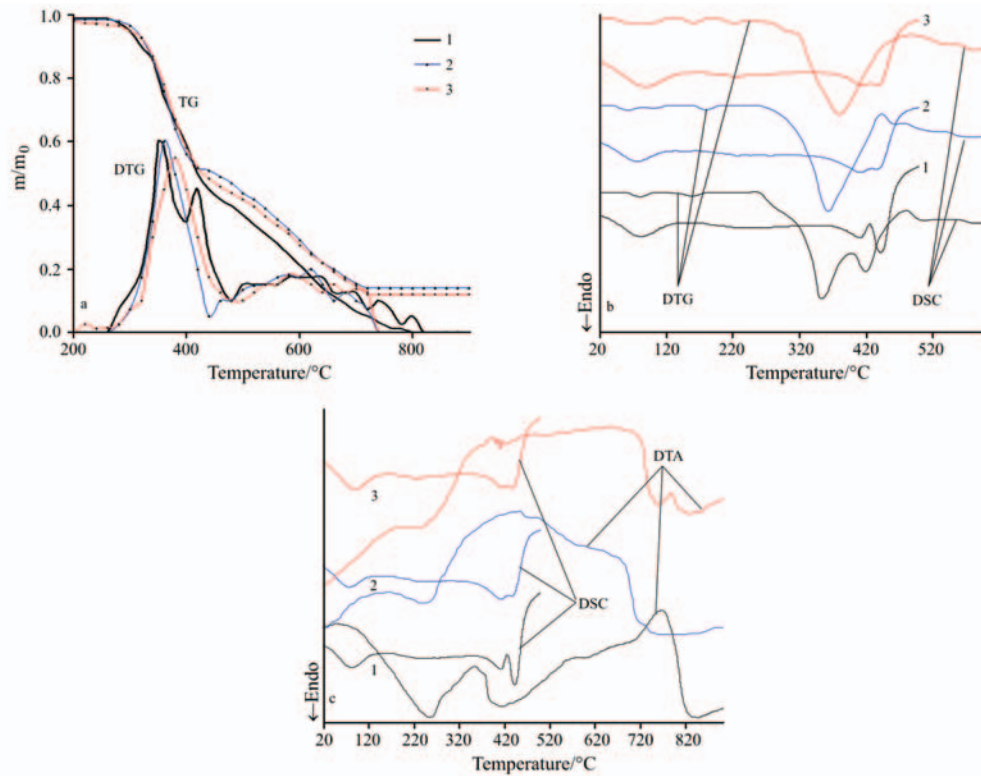 1.0
0.8
0.6
0.4
0.2
0.0
m/m0
TG
DTG
1
2
3
a
200 400 600 800
Temperature/°C
3
2
1
DTG
DSC
b
←Endo
20 120 220 320 420 520
Temperature/°C
3
2
1
DTA
DSC
c
←Endo
20 120 220 320 420 520 620 720 820
Temperature/°C